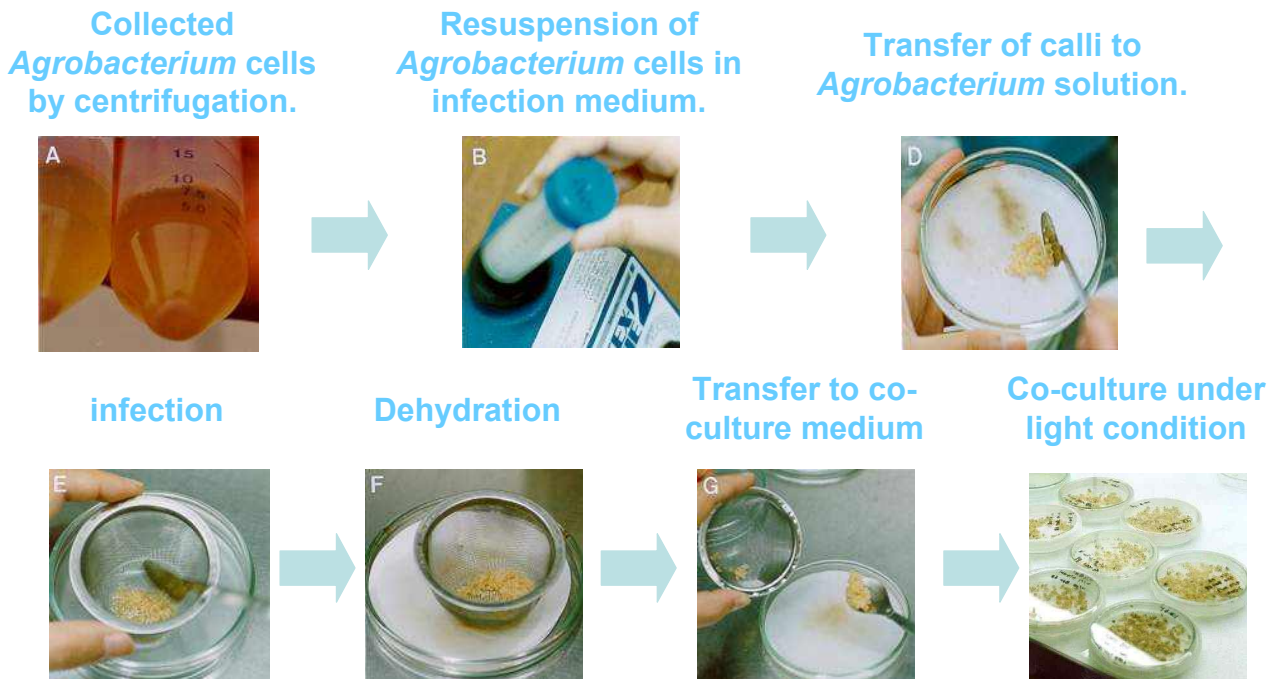 Collected
Agrobacterium cells
by centrifugation.
Resuspension of
Agrobacterium cells in
infection medium.
Transfer of calli to
Agrobacterium solution.
A
15
10
7.5
5.0
B
D
infection
Dehydration
Transfer to co-
culture medium
Co-culture under
light condition
E
F
G